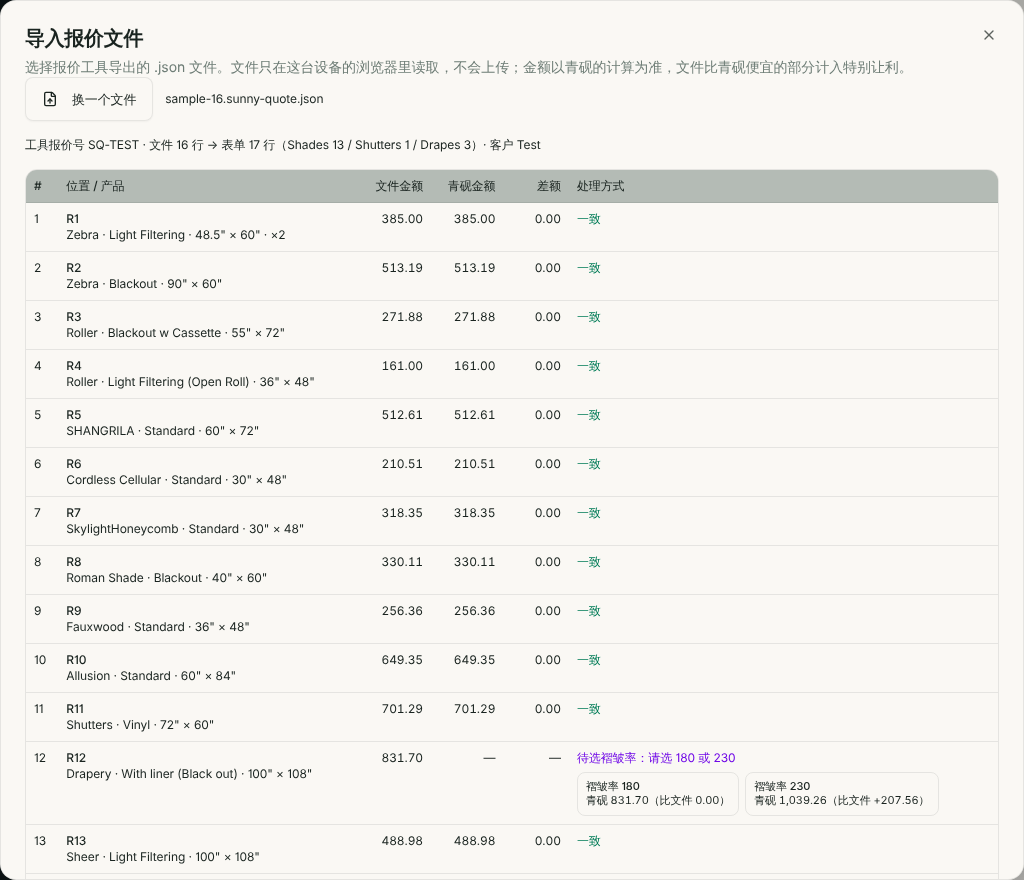 导入报价文件
选择报价工具导出的 .json 文件。文件只在这台设备的浏览器里读取，不会上传；金额以青砚的计算为准，文件比青砚便宜的部分计入特别让利。
换一个文件 sample-16.sunny-quote.json
工具报价号 SQ-TEST · 文件 16 行 → 表单 17 行（Shades 13 / Shutters 1 / Drapes 3）· 客户 Test
# 位置 / 产品 文件金额 青砚金额 差额 处理方式
1 R1 385.00 385.00 0.00 一致
Zebra · Light Filtering · 48.5" × 60" · ×2
2 R2 513.19 513.19 0.00 一致
Zebra · Blackout · 90" × 60"
3 R3 271.88 271.88 0.00 一致
Roller · Blackout w Cassette · 55" × 72"
4 R4 161.00 161.00 0.00 一致
Roller · Light Filtering (Open Roll) · 36" × 48"
5 R5 512.61 512.61 0.00 一致
SHANGRILA · Standard · 60" × 72"
6 R6 210.51 210.51 0.00 一致
Cordless Cellular · Standard · 30" × 48"
7 R7 318.35 318.35 0.00 一致
SkylightHoneycomb · Standard · 30" × 48"
8 R8 330.11 330.11 0.00 一致
Roman Shade · Blackout · 40" × 60"
9 R9 256.36 256.36 0.00 一致
Fauxwood · Standard · 36" × 48"
10 R10 649.35 649.35 0.00 一致
Allusion · Standard · 60" × 84"
11 R11 701.29 701.29 0.00 一致
Shutters · Vinyl · 72" × 60"
12 R12 831.70 — — 待选褶皱率：请选 180 或 230
Drapery · With liner (Black out) · 100" × 108"
褶皱率 180 褶皱率 230
青砚 831.70（比文件 0.00） 青砚 1,039.26（比文件 +207.56）
13 R13 488.98 488.98 0.00 一致
Sheer · Light Filtering · 100" × 108"